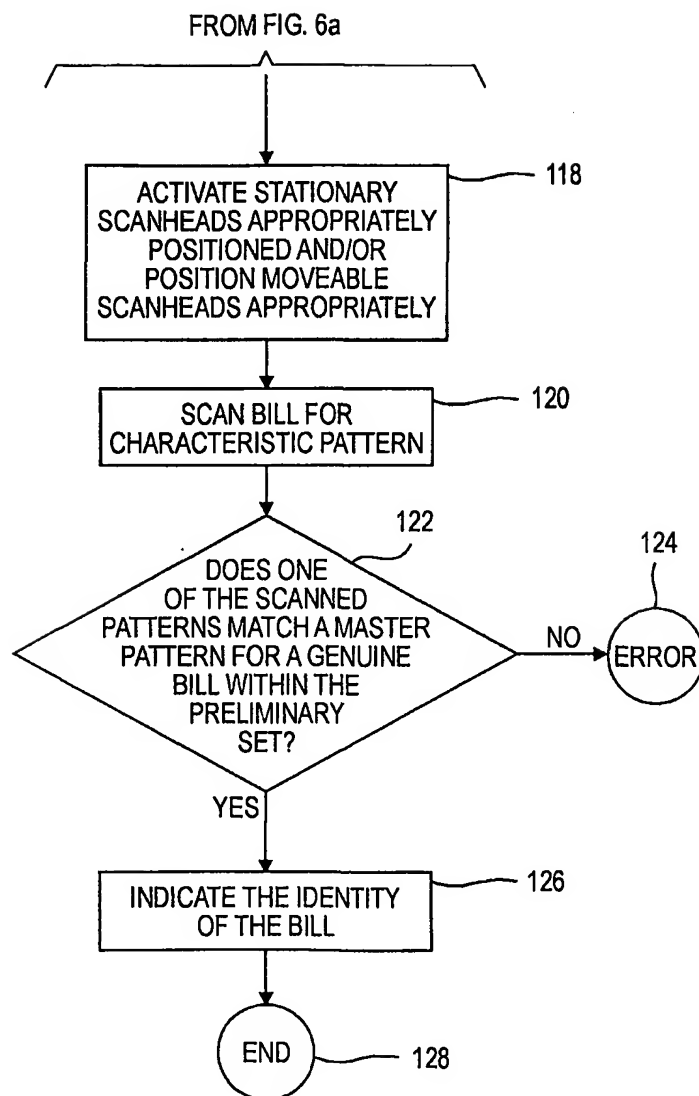 FROM FIG. 6a
118
ACTIVATE STATIONARY
SCANHEADS APPROPRIATELY
POSITIONED AND/OR
POSITION MOVEABLE
SCANHEADS APPROPRIATELY
120
SCAN BILL FOR
CHARACTERISTIC PATTERN
122
DOES ONE
OF THE SCANNED
PATTERNS MATCH A MASTER
PATTERN FOR A GENUINE
BILL WITHIN THE
PRELIMINARY
SET?
NO
124
ERROR
YES
126
INDICATE THE IDENTITY
OF THE BILL
END
128